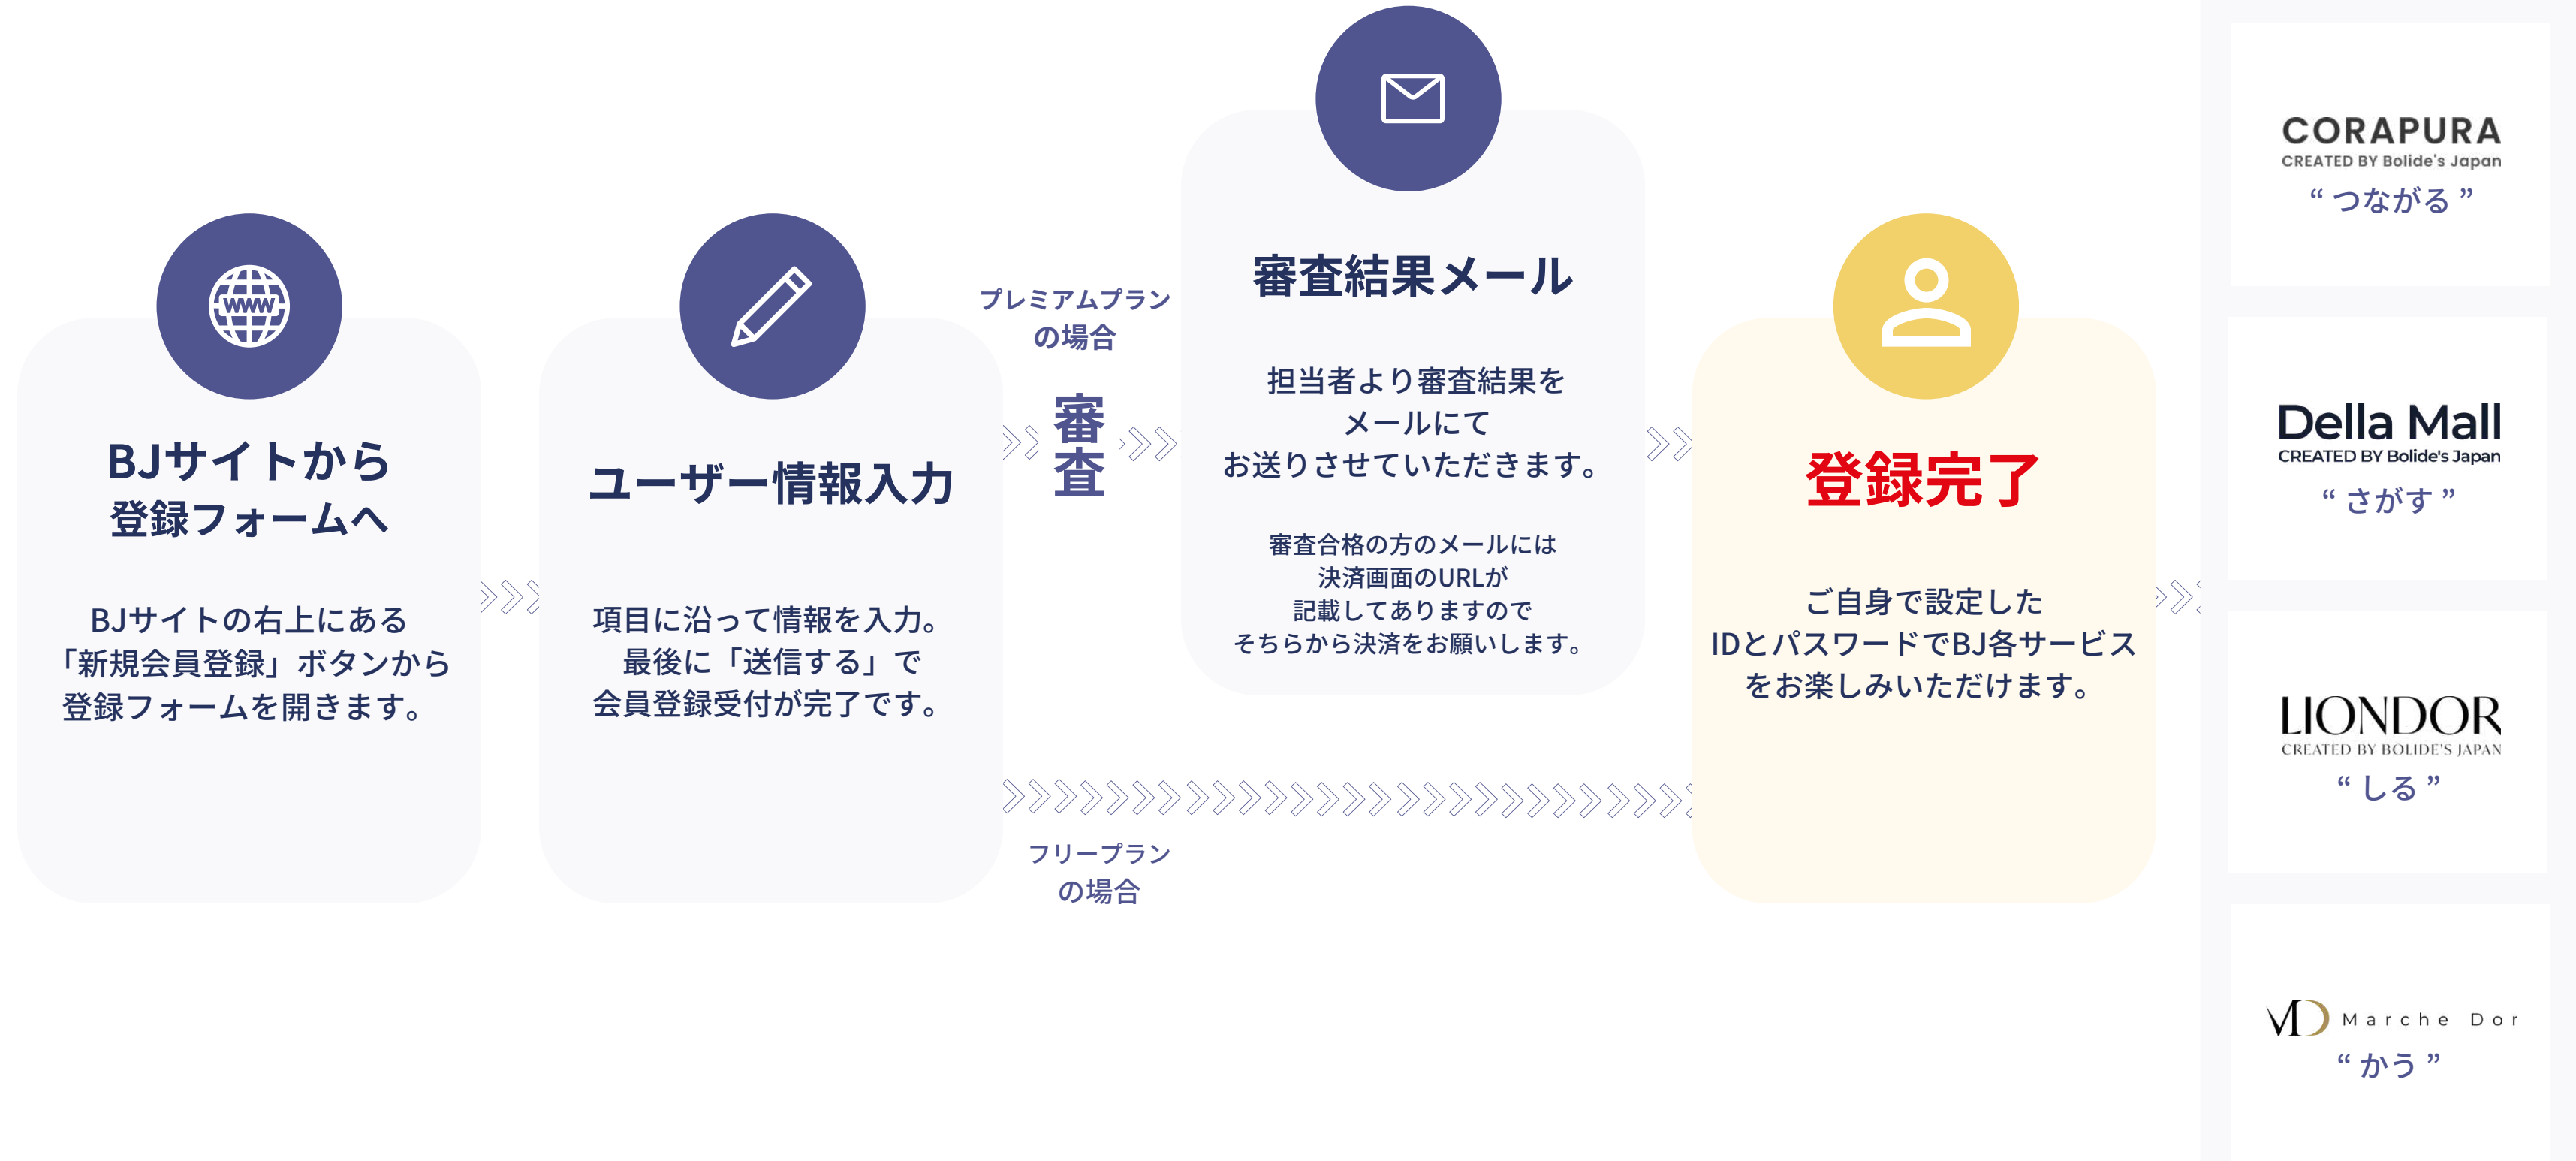 WWW
BJサイトから
登録フォームへ
BJサイトの右上にある
「新規会員登録」ボタンから
登録フォームを開きます。
ユーザー情報入力
項目に沿って情報を入力。
最後に「送信する」で
会員登録受付が完了です。
プレミアムプラン
の場合
審査
審査結果メール
担当者より審査結果を
メールにて
お送りさせていただきます。
審査合格の方のメールには
決済画面のURLが
記載してありますので
そちらから決済をお願いします。
フリープラン
の場合
登録完了
ご自身で設定した
IDとパスワードでBJ各サービス
をお楽しみいただけます。
CORAPURA
CREATED BY Bolide's Japan
“ つながる ”
Della Mall
CREATED BY Bolide's Japan
“ さがす ”
LIONDOR
CREATED BY BOLIDE'S JAPAN
“ しる ”
MD Marche Dor
“ かう ”